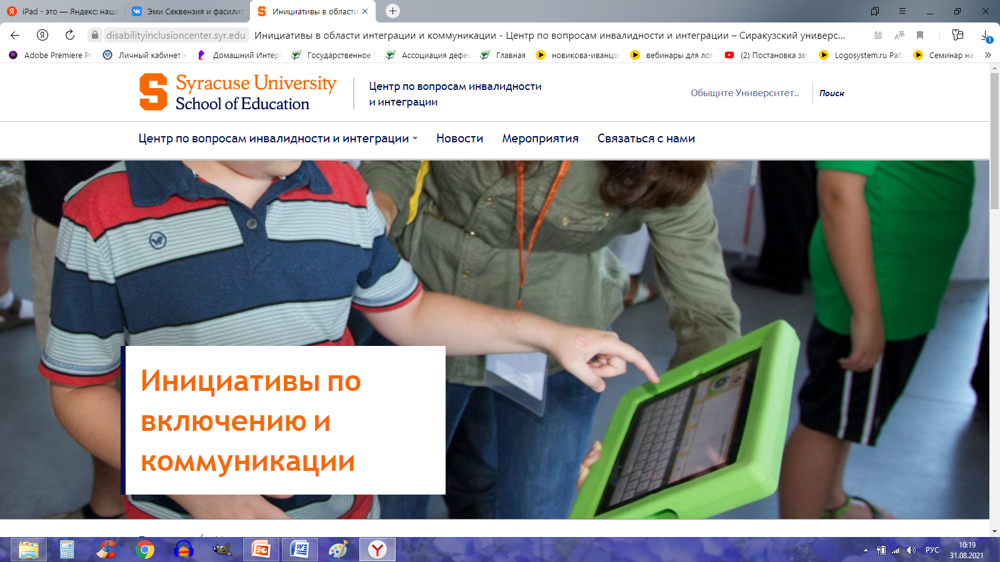 iPad - это — Яндекс: нашл
Эми Секвензия и фасилит
Инициативы в области
disabilityinclusioncenter.syr.edu
Инициативы в области интеграции и коммуникации - Центр по вопросам инвалидности и интеграции – Сиракузский универс...
Adobe Premiere Pr
Личный кабинет н
Домашний Интер
Государственное
Ассоциация дефе
Главная
новикова-иванцо
вебинары для лог
(2) Постановка зву
Logosystem.ru Раб
Семинар на
Syracuse University
School of Education
Центр по вопросам инвалидности
и интеграции
Обыщите Университет..
Поиск
Центр по вопросам инвалидности и интеграции
Новости
Мероприятия
Связаться с нами
Инициативы по
включению и
коммуникации
РУС
10:19
31.08.2021